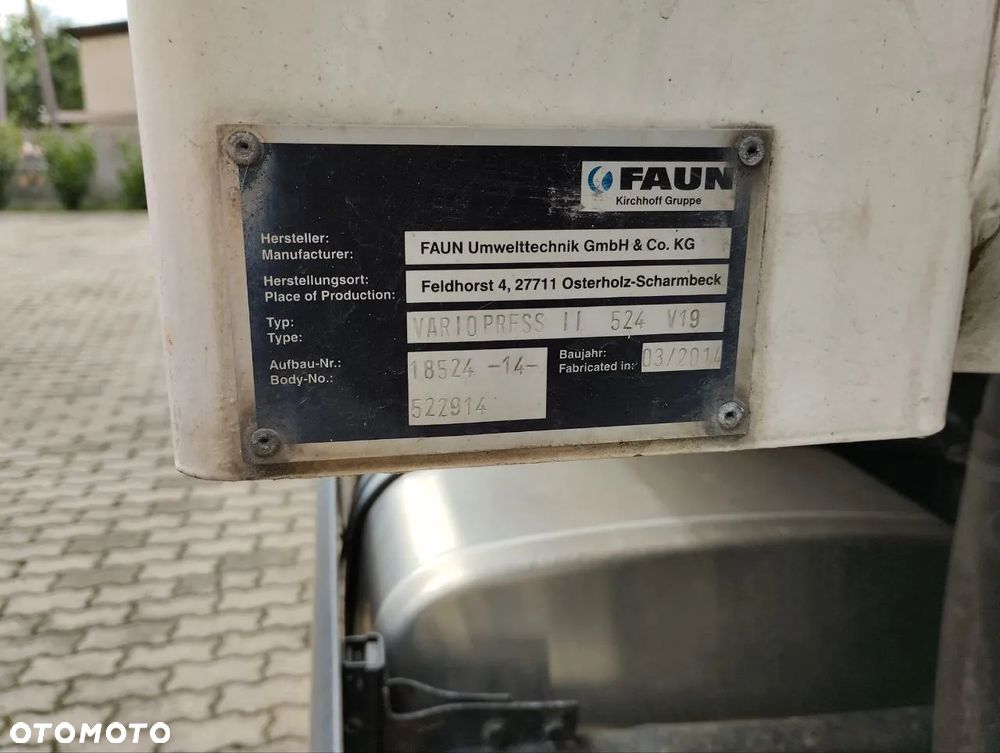 FAUN
Kirchhoff Gruppe
Hersteller:
Manufacturer:
FAUN Umwelttechnik GmbH & Co. KG
Herstellungsort:
Place of Production:
Feldhorst 4, 27711 Osterholz-Scharmbeck
Typ:
Type:
VARIOPRESS II 524 V19
Aufbau-Nr.:
Body-No.:
18524 -14-
522914
Baujahr:
Fabricated in:
03/2014
OTOMOTO